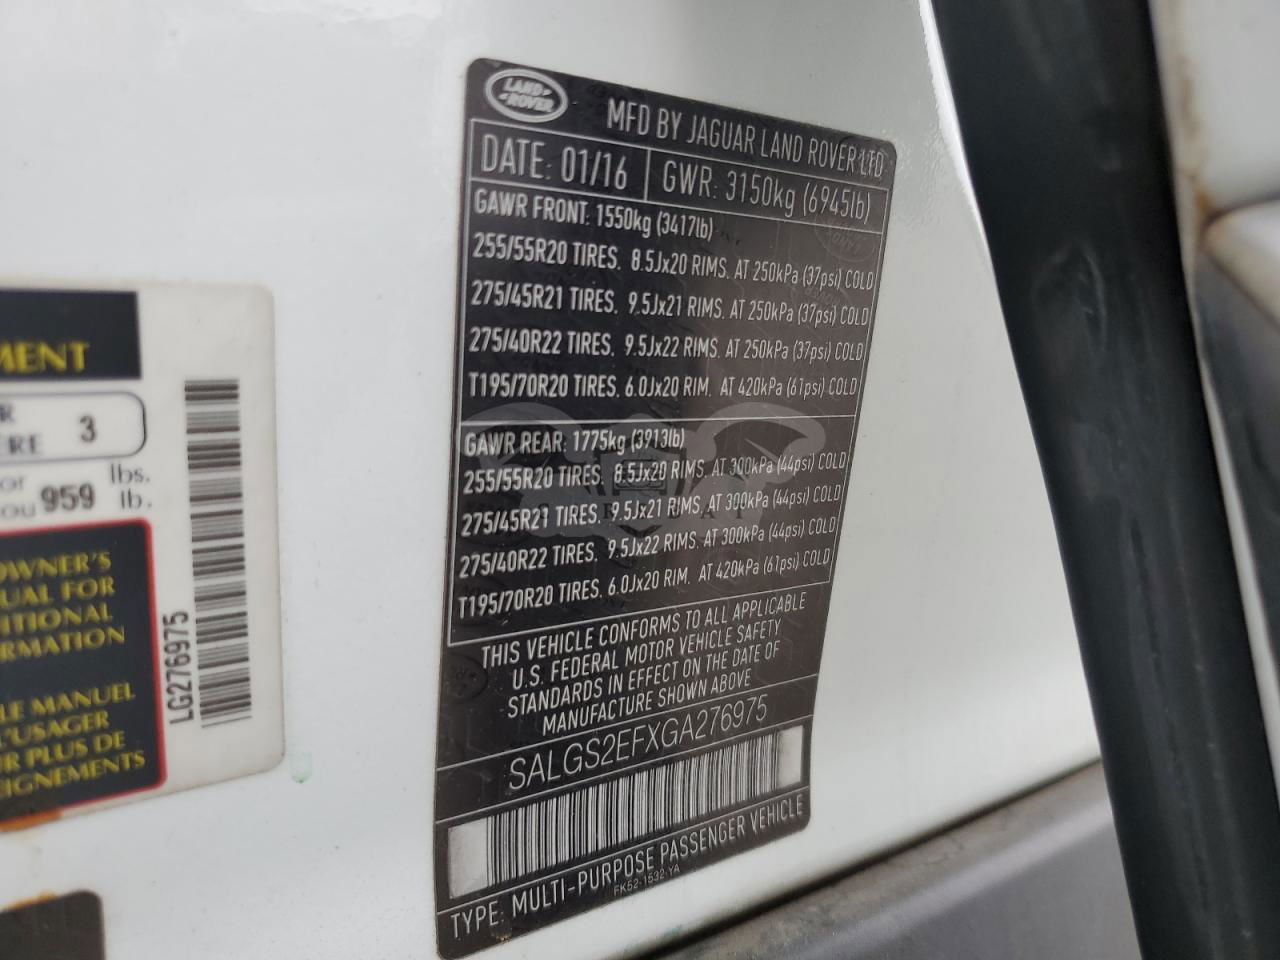 MENT
R
ERE 3
or lbs.
ou 959 lb.
OWNER'S
UAL FOR
ITIONAL
RMATION
LE MANUEL
L'USAGER
R PLUS DE
EIGNEMENTS
LG276975
LAND
ROVER
MFD BY JAGUAR LAND ROVER LTD
DATE: 01/16 GWR: 3150kg (6945lb)
GAWR FRONT: 1550kg (3417lb)
255/55R20 TIRES. 8.5Jx20 RIMS. AT 250kPa (37psi) COLD
275/45R21 TIRES. 9.5Jx21 RIMS. AT 250kPa (37psi) COLD
275/40R22 TIRES. 9.5Jx22 RIMS. AT 250kPa (37psi) COLD
T195/70R20 TIRES. 6.0Jx20 RIM. AT 420kPa (61psi) COLD
GAWR REAR: 1775kg (3913lb)
255/55R20 TIRES. 8.5Jx20 RIMS. AT 300kPa (44psi) COLD
275/45R21 TIRES. 9.5Jx21 RIMS. AT 300kPa (44psi) COLD
275/40R22 TIRES. 9.5Jx22 RIMS. AT 300kPa (44psi) COLD
T195/70R20 TIRES. 6.0Jx20 RIM. AT 420kPa (61psi) COLD
THIS VEHICLE CONFORMS TO ALL APPLICABLE
U.S. FEDERAL MOTOR VEHICLE SAFETY
STANDARDS IN EFFECT ON THE DATE OF
MANUFACTURE SHOWN ABOVE
SALGS2EFXGA276975
TYPE: MULTI-PURPOSE PASSENGER VEHICLE
FK52-1532-YA